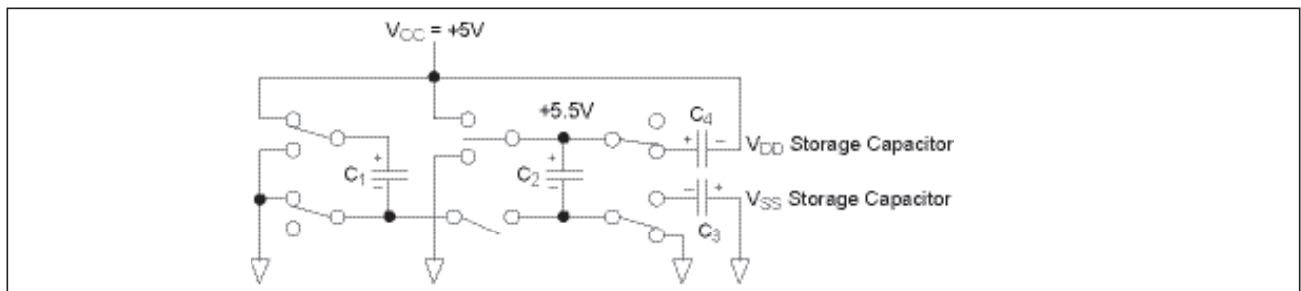 V_CC = +5V
+5.5V
C_4
+
−
V_DD Storage Capacitor
+
C_1
−
+
C_2
−
−
+
V_SS Storage Capacitor
C_3